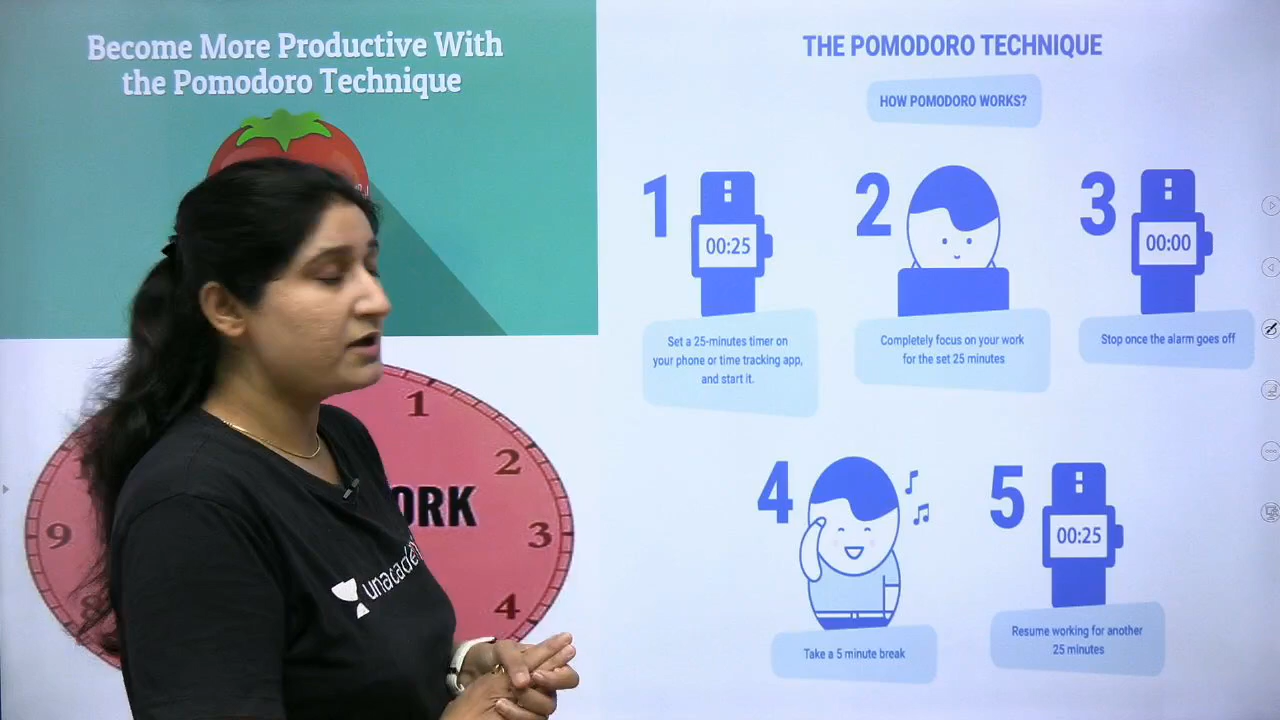 Become More Productive With
the Pomodoro Technique
1
2
3
4
9
8
ORK
unacade
THE POMODORO TECHNIQUE
HOW POMODORO WORKS?
1
00:25
Set a 25-minutes timer on
your phone or time tracking app,
and start it.
2
Completely focus on your work
for the set 25 minutes
3
00:00
Stop once the alarm goes off
4
Take a 5 minute break
5
00:25
Resume working for another
25 minutes